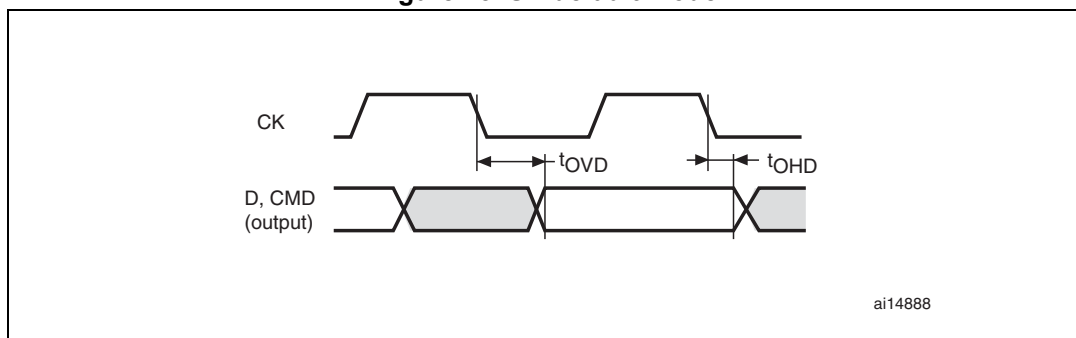 CK
tOVD
tOHD
D, CMD
(output)
ai14888